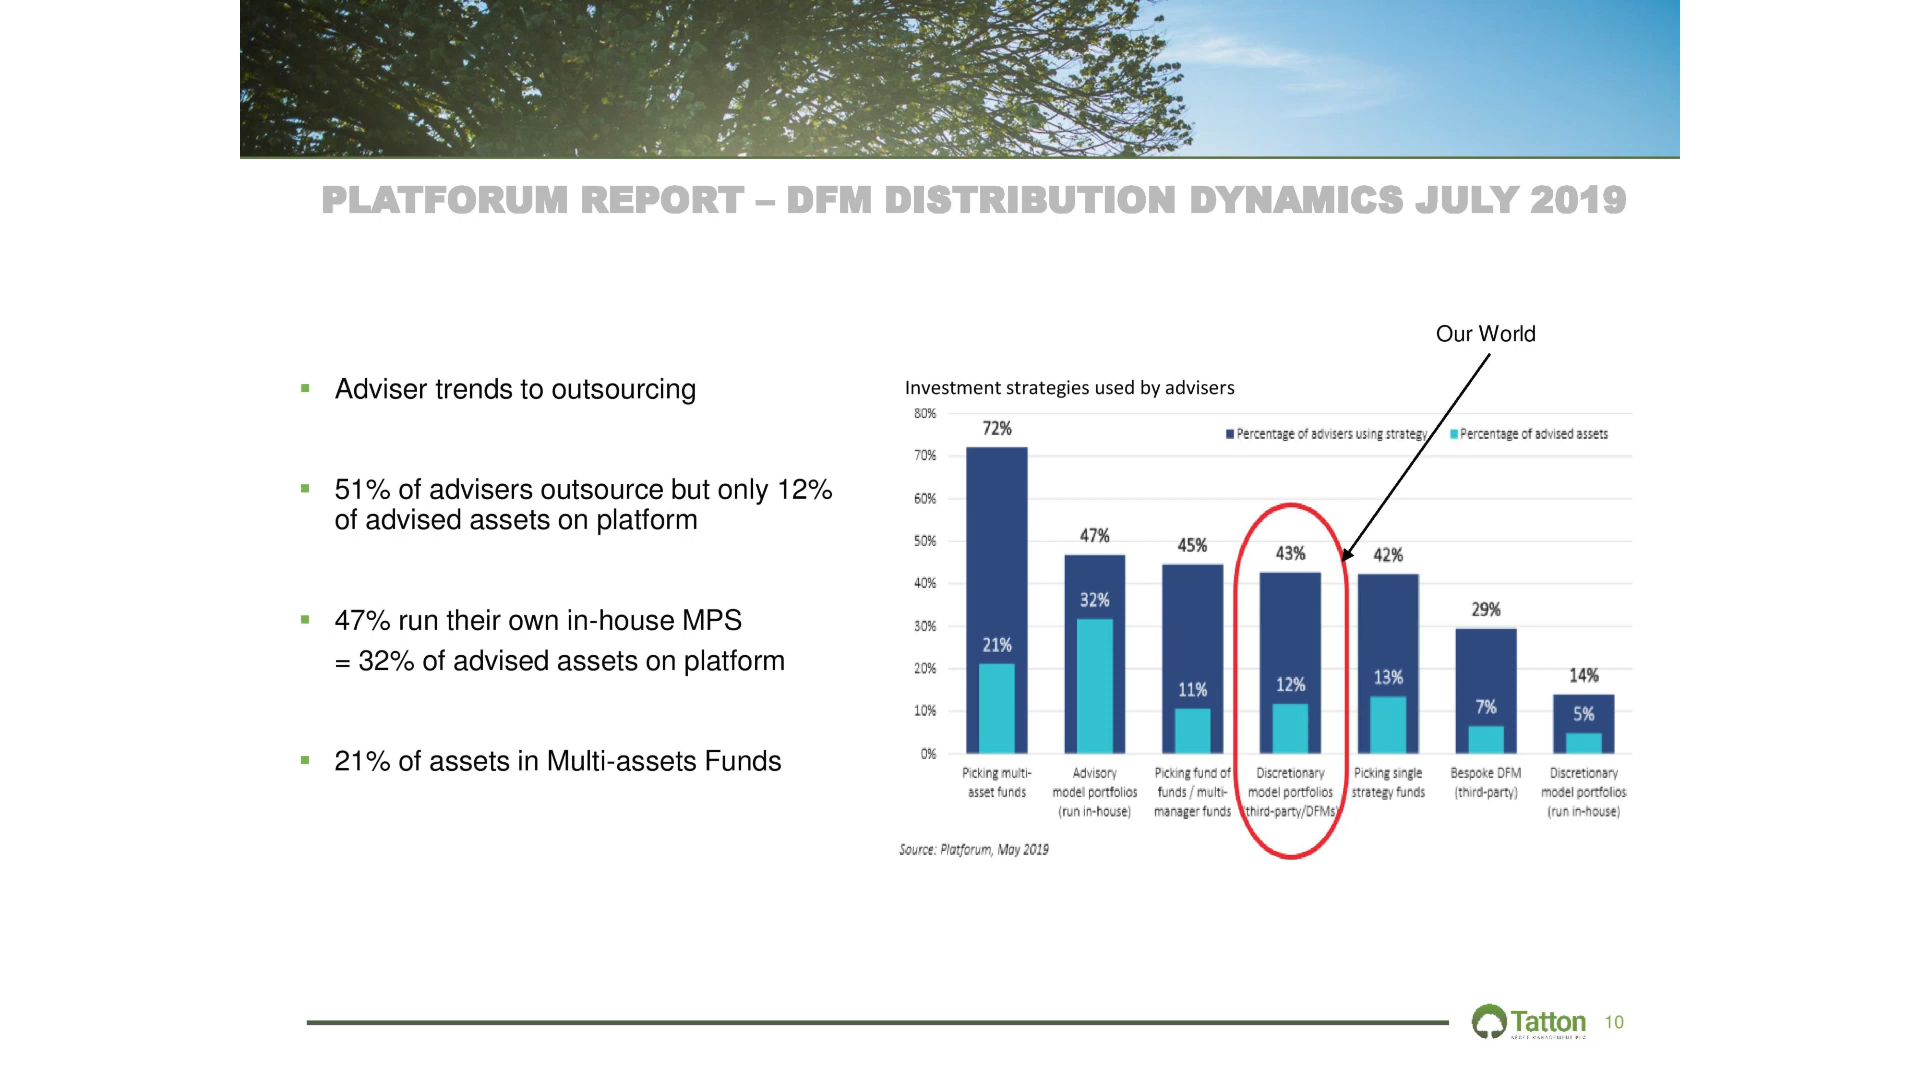 PLATFORUM REPORT – DFM DISTRIBUTION DYNAMICS JULY 2019
▪ Adviser trends to outsourcing
▪ 51% of advisers outsource but only 12%
of advised assets on platform
▪ 47% run their own in-house MPS
= 32% of advised assets on platform
▪ 21% of assets in Multi-assets Funds
Our World
Investment strategies used by advisers
Percentage of advisers using strategy
Percentage of advised assets
80%
70%
60%
50%
40%
30%
20%
10%
0%
72%
21%
47%
32%
45%
11%
43%
12%
42%
13%
29%
7%
14%
5%
Picking multi-
asset funds
Advisory
model portfolios
(run in-house)
Picking fund of
funds / multi-
manager funds
Discretionary
model portfolios
(third-party/DFMs)
Picking single
strategy funds
Bespoke DFM
(third-party)
Discretionary
model portfolios
(run in-house)
Source: Platforum, May 2019
Tatton
ASSET MANAGEMENT PLC
10